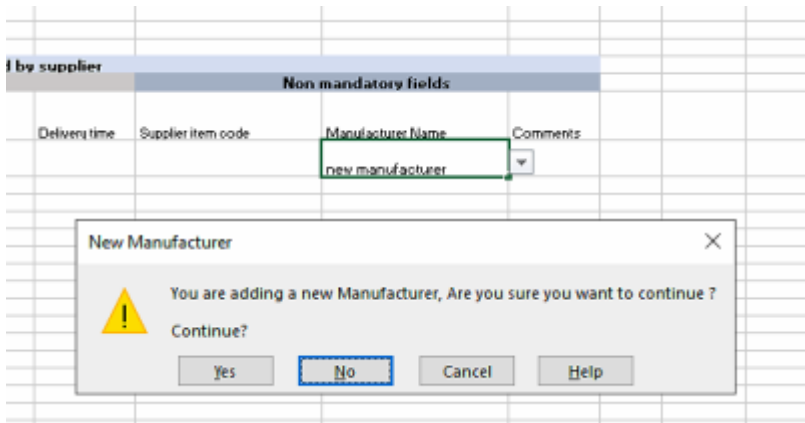 d by supplier
Non mandatory fields
Delivery time Supplier item code Manufacturer Name Comments
new manufacturer
New Manufacturer
You are adding a new Manufacturer, Are you sure you want to continue ?
Continue?
Yes No Cancel Help